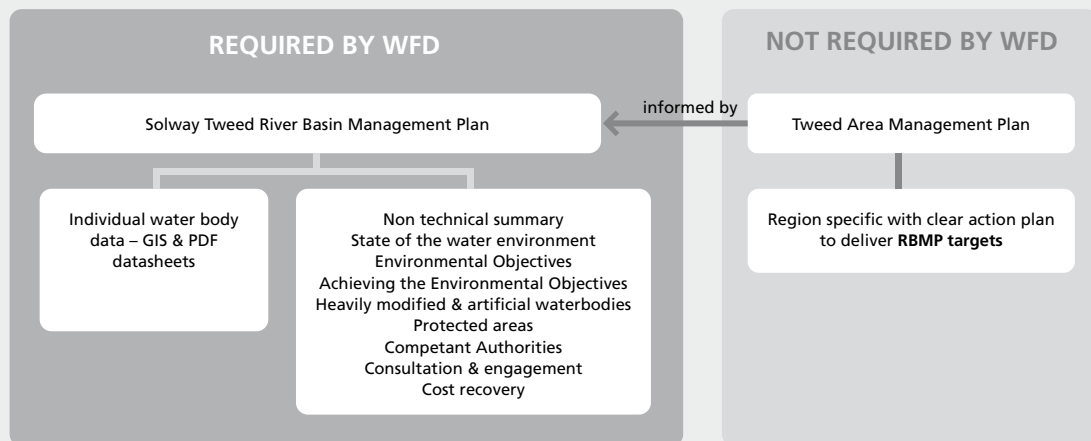 REQUIRED BY WFD
Solway Tweed River Basin Management Plan
Individual water body
data – GIS & PDF
datasheets
Non technical summary
State of the water environment
Environmental Objectives
Achieving the Environmental Objectives
Heavily modified & artificial waterbodies
Protected areas
Competant Authorities
Consultation & engagement
Cost recovery
informed by
NOT REQUIRED BY WFD
Tweed Area Management Plan
Region specific with clear action plan
to deliver RBMP targets